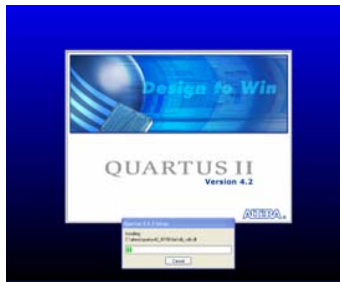 Design to Win
QUARTUS II
Version 4.2
ALTERA
Cancel